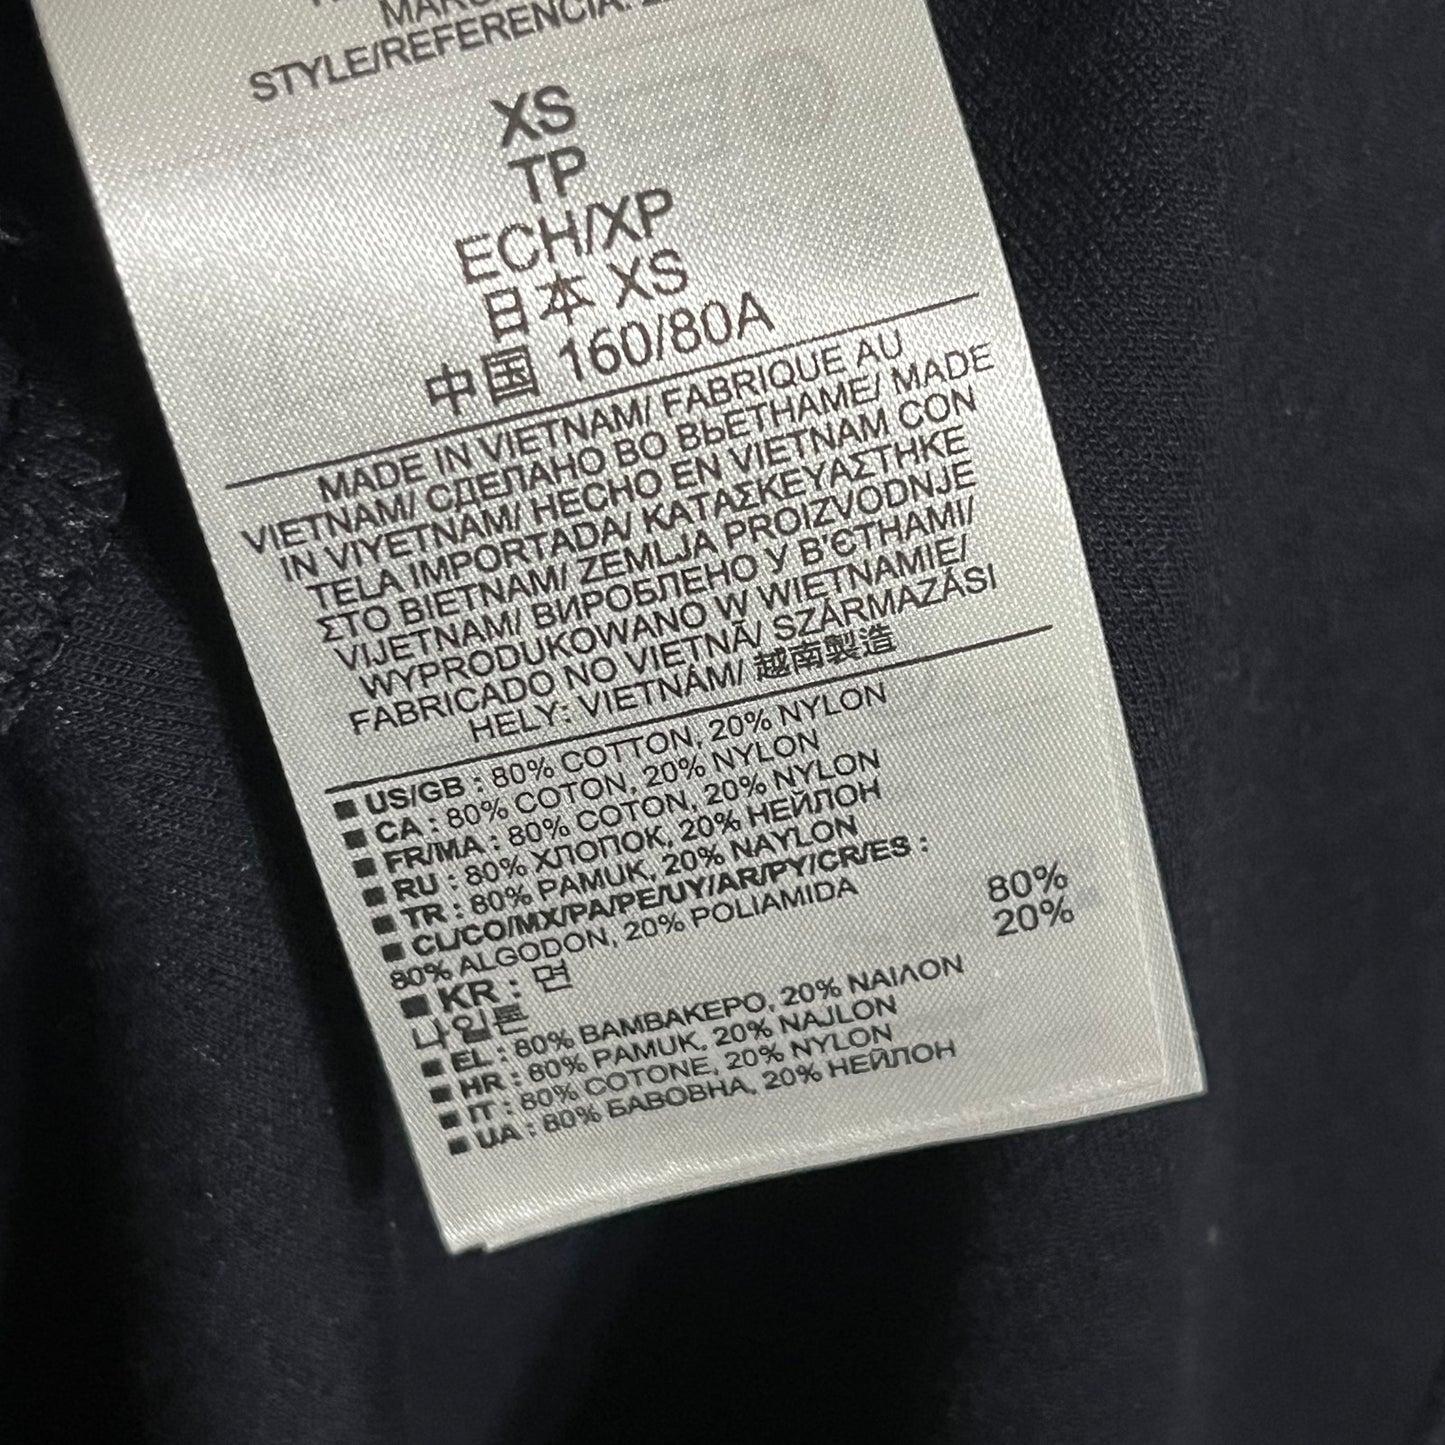 STYLE/REFERENCIA:
XS
TP
ECH/XP
日本 XS
中国 160/80A
MADE IN VIETNAM/ FABRIQUE AU
VIETNAM/ СДЕЛАНО ВО ВЬЕТНАМЕ/ MADE
IN VIYETNAM/ HECHO EN VIETNAM CON
TELA IMPORTADA/ ΚΑΤΑΣΚΕΥΑΣΤΗΚΕ
ΣΤΟ ΒΙΕΤΝΑΜ/ ZEMLJA PROIZVODNJE
VIJETNAM/ ВИРОБЛЕНО У В'ЄТНАМІ/
WYPRODUKOWANO W WIETNAMIE/
FABRICADO NO VIETNÃ/ SZÁRMAZÁSI
HELY: VIETNÁM/ 越南製造
■ US/GB : 80% COTTON, 20% NYLON
■ CA : 80% COTON, 20% NYLON
■ FR/MA : 80% COTON, 20% NYLON
■ RU : 80% ХЛОПОК, 20% НЕЙЛОН
■ TR : 80% PAMUK, 20% NAYLON
■ CL/CO/MX/PA/PE/UY/AR/PY/CR/ES :
80% ALGODON, 20% POLIAMIDA
■ KR : 면 80%
나일론 20%
■ EL : 80% ΒΑΜΒΑΚΕΡΟ, 20% ΝΑΙΛΟΝ
■ HR : 80% PAMUK, 20% NAJLON
■ IT : 80% COTONE, 20% NYLON
■ UA : 80% БАВОВНА, 20% НЕЙЛОН